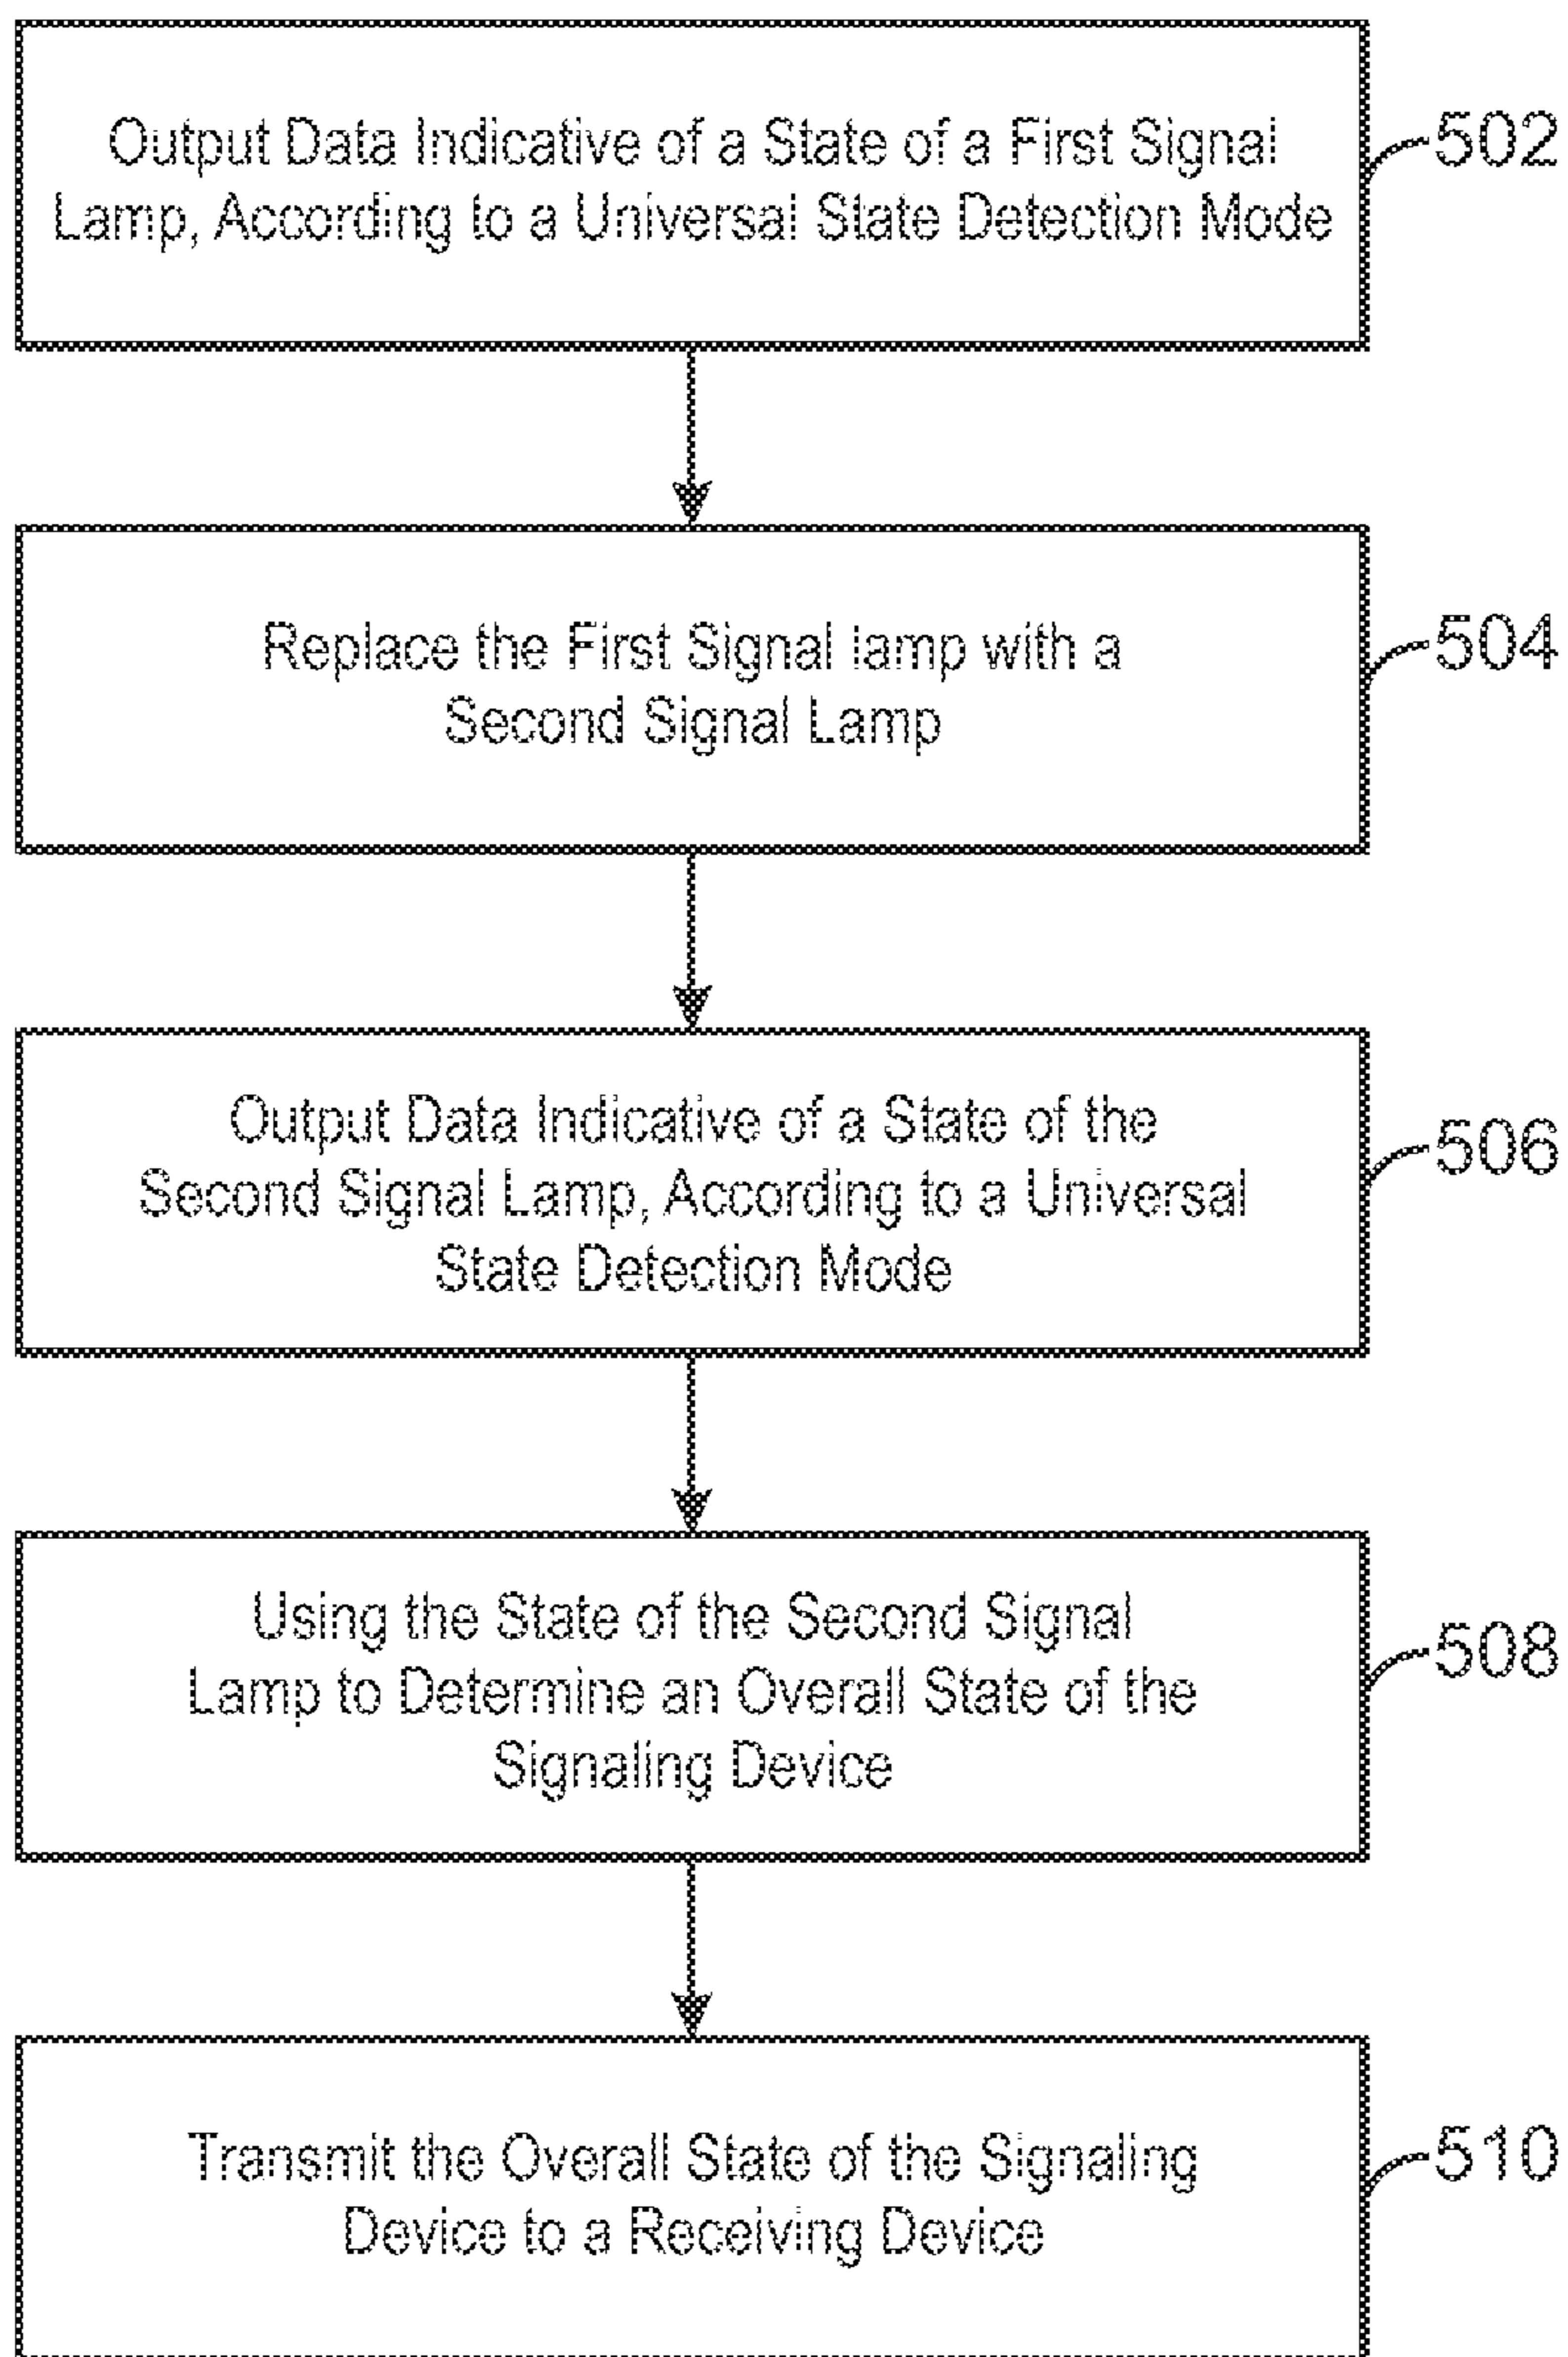 Output Data Indicative of a State of a First Signal
Lamp, According to a Universal State Detection Mode
502
Replace the First Signal lamp with a
Second Signal Lamp
504
Output Data Indicative of a State of the
Second Signal Lamp, According to a Universal
State Detection Mode
506
Using the State of the Second Signal
Lamp to Determine an Overall State of the
Signaling Device
508
Transmit the Overall State of the Signaling
Device to a Receiving Device
510